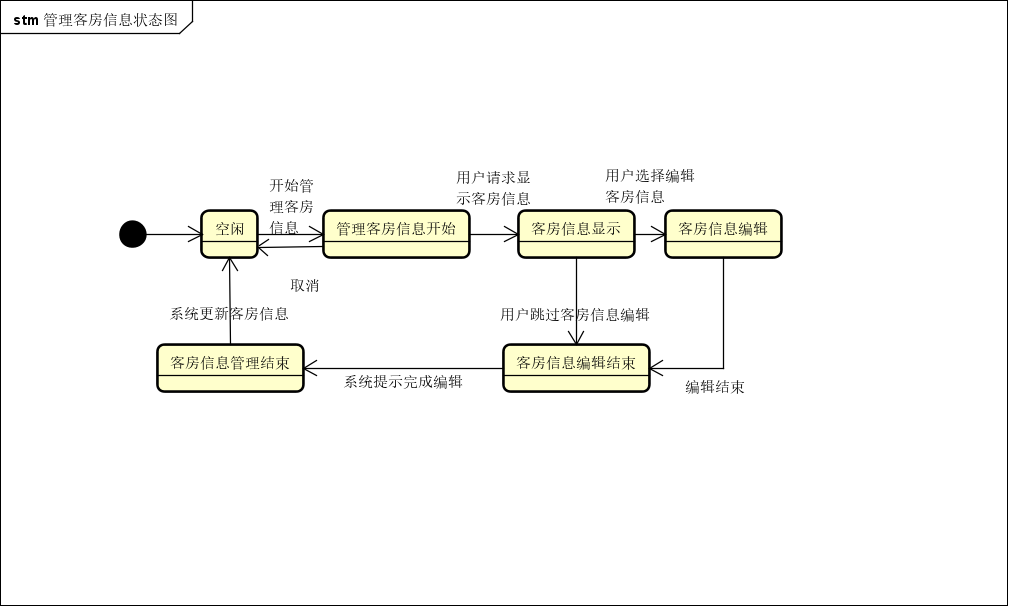 stm 管理客房信息状态图
开始管
理客房
信息
用户请求显
示客房信息
用户选择编辑
客房信息
空闲
管理客房信息开始
客房信息显示
客房信息编辑
取消
系统更新客房信息
用户跳过客房信息编辑
客房信息管理结束
客房信息编辑结束
系统提示完成编辑
编辑结束